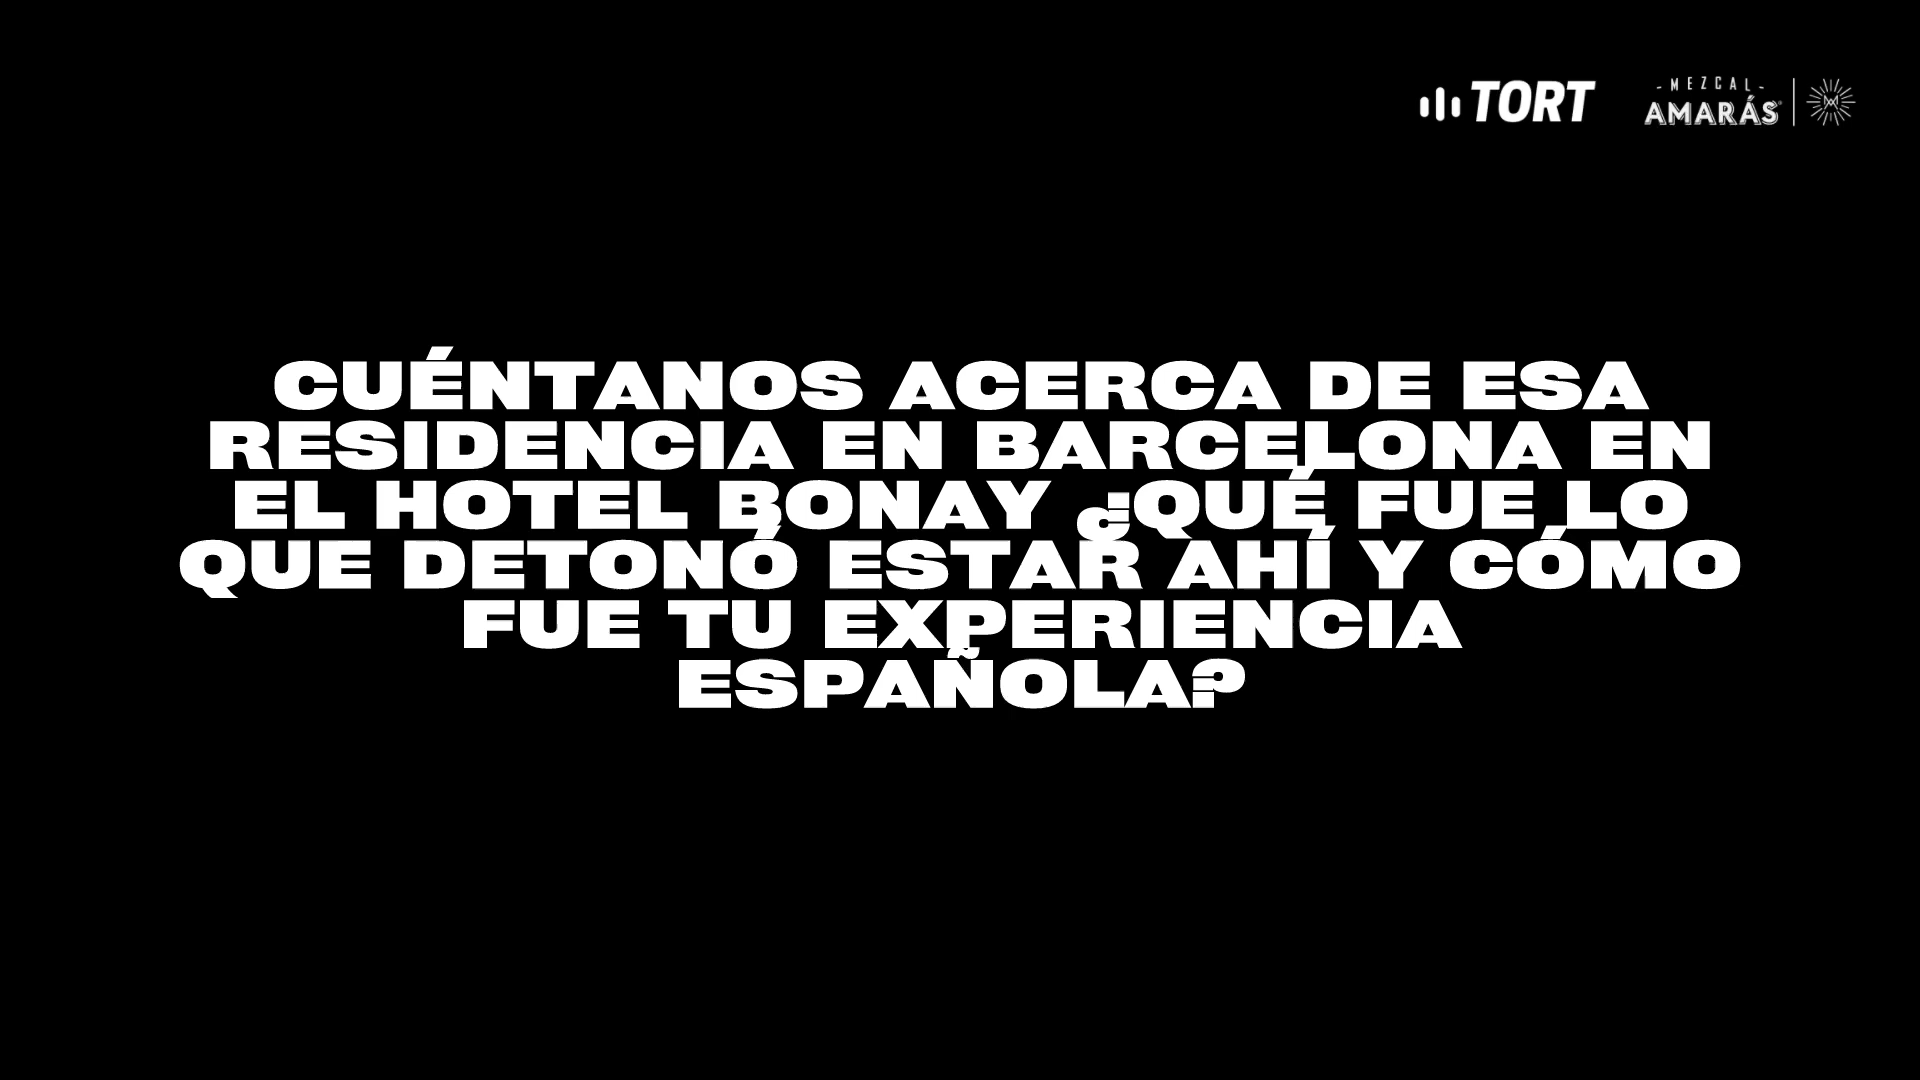 TORT
-MEZCAL-
AMARÁS
CUÉNTANOS ACERCA DE ESA
RESIDENCIA EN BARCELONA EN
EL HOTEL BONAY ¿QUÉ FUE LO
QUE DETONÓ ESTAR AHÍ Y CÓMO
FUE TU EXPERIENCIA
ESPAÑOLA?